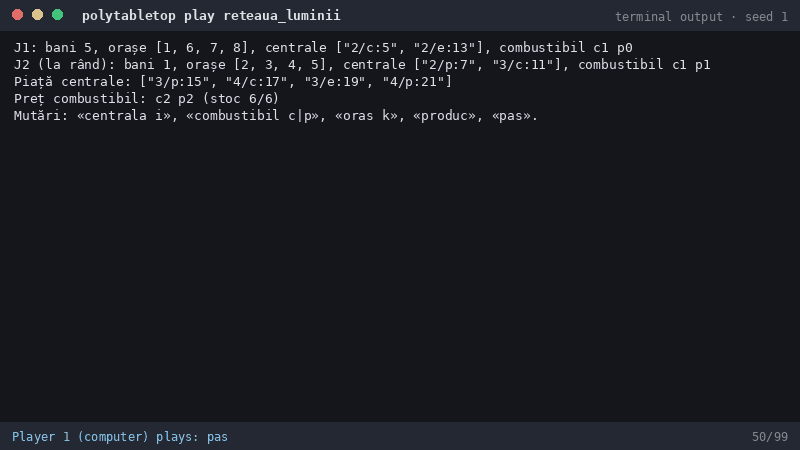 polytabletop play reteaua_luminii
terminal output · seed 1
J1: bani 5, orașe [1, 6, 7, 8], centrale ["2/c:5", "2/e:13"], combustibil c1 p0
J2 (la rând): bani 1, orașe [2, 3, 4, 5], centrale ["2/p:7", "3/c:11"], combustibil c1 p1
Piață centrale: ["3/p:15", "4/c:17", "3/e:19", "4/p:21"]
Preț combustibil: c2 p2 (stoc 6/6)
Mutări: «centrala i», «combustibil c|p», «oras k», «produc», «pas».
Player 1 (computer) plays: pas
50/99